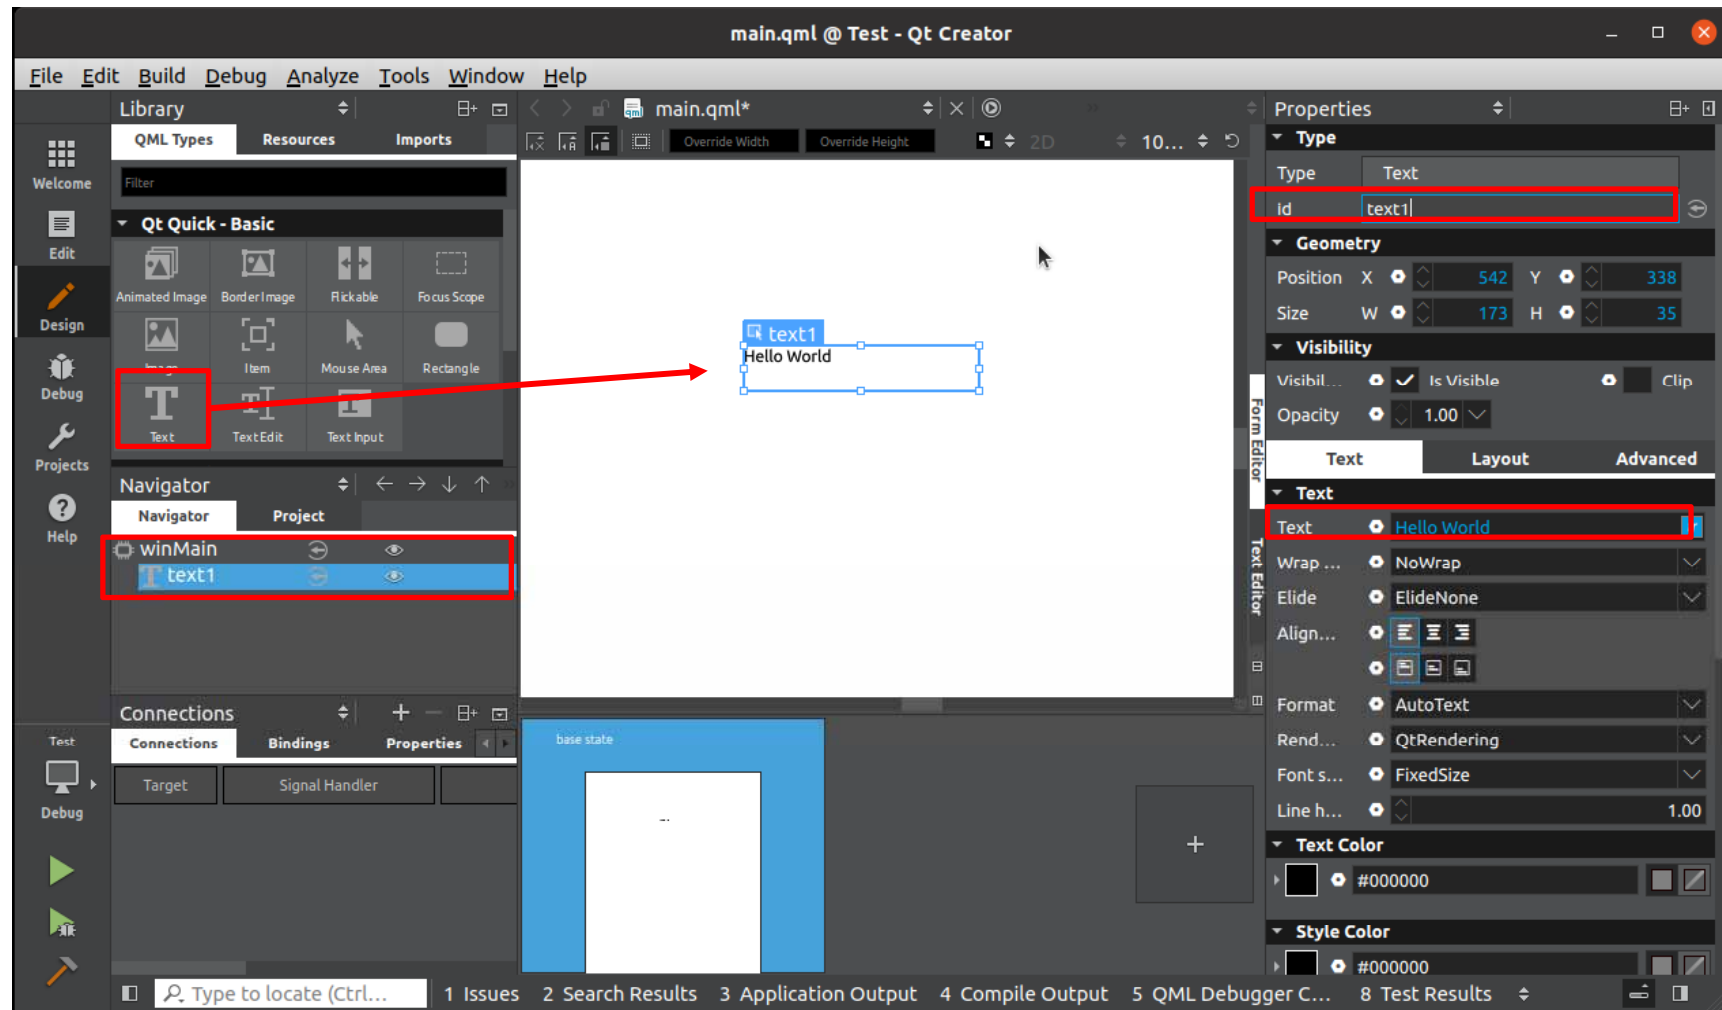 main.qml @ Test - Qt Creator
File Edit Build Debug Analyze Tools Window Help
Library
QML Types Resources Imports
Filter
Qt Quick - Basic
Animated Image Border Image Flickable Focus Scope
Image Item Mouse Area Rectangle
Text Text Edit Text Input
Welcome
Edit
Design
Debug
Projects
Help
Test
Debug
Navigator
Navigator Project
winMain
text1
Connections
Connections Bindings Properties
Target Signal Handler
main.qml*
Override Width Override Height 2D 10...
text1
Hello World
Form Editor
Text Editor
base state
+
Properties
Type
Type Text
id text1
Geometry
Position X 542 Y 338
Size W 173 H 35
Visibility
Visibil... Is Visible Clip
Opacity 1.00
Text Layout Advanced
Text
Text Hello World
Wrap ... NoWrap
Elide ElideNone
Align...
Format AutoText
Rend... QtRendering
Font s... FixedSize
Line h... 1.00
Text Color
#000000
Style Color
#000000
Type to locate (Ctrl... 1 Issues 2 Search Results 3 Application Output 4 Compile Output 5 QML Debugger C... 8 Test Results